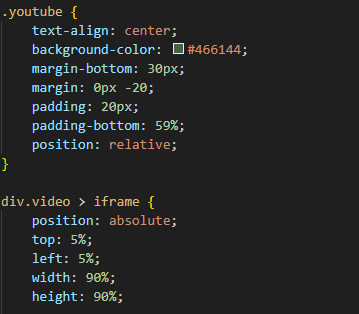 .youtube {
    text-align: center;
    background-color: #466144;
    margin-bottom: 30px;
    margin: 0px -20;
    padding: 20px;
    padding-bottom: 59%;
    position: relative;
}

div.video > iframe {
    position: absolute;
    top: 5%;
    left: 5%;
    width: 90%;
    height: 90%;